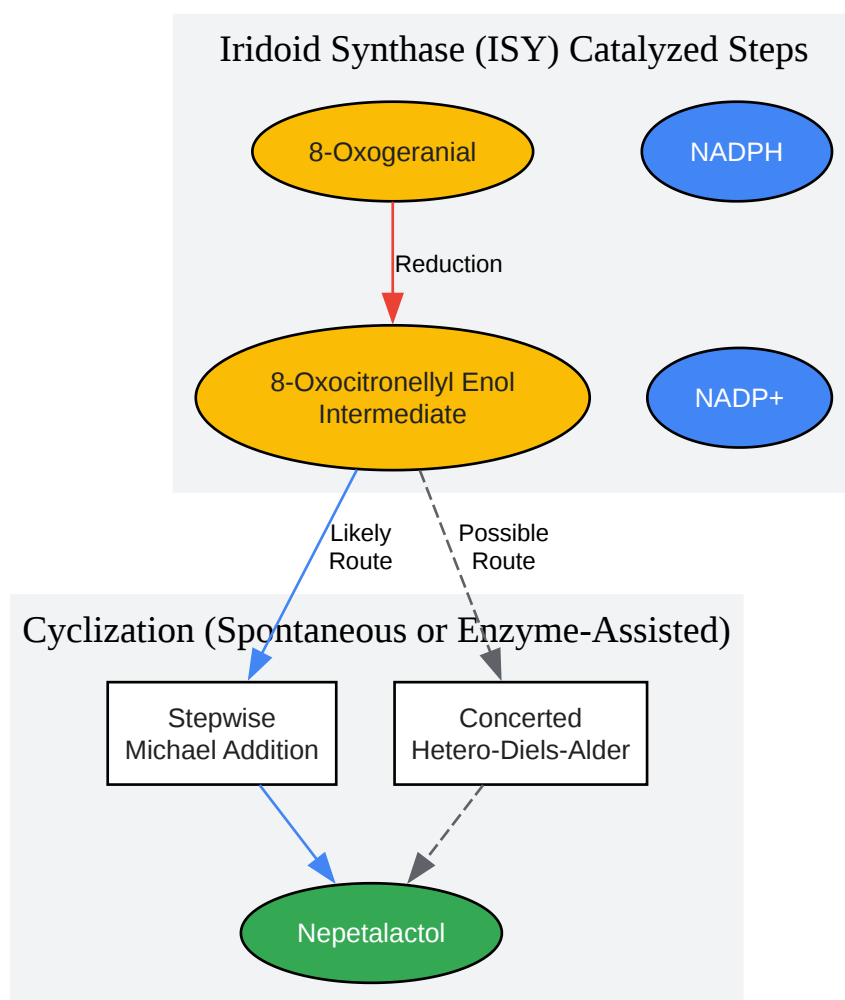 Iridoid Synthase (ISY) Catalyzed Steps
8-Oxogeranial
NADPH
Reduction
8-Oxocitronellyl Enol
Intermediate
NADP+
Likely
Route
Possible
Route
Cyclization (Spontaneous or Enzyme-Assisted)
Stepwise
Michael Addition
Concerted
Hetero-Diels-Alder
Nepetalactol